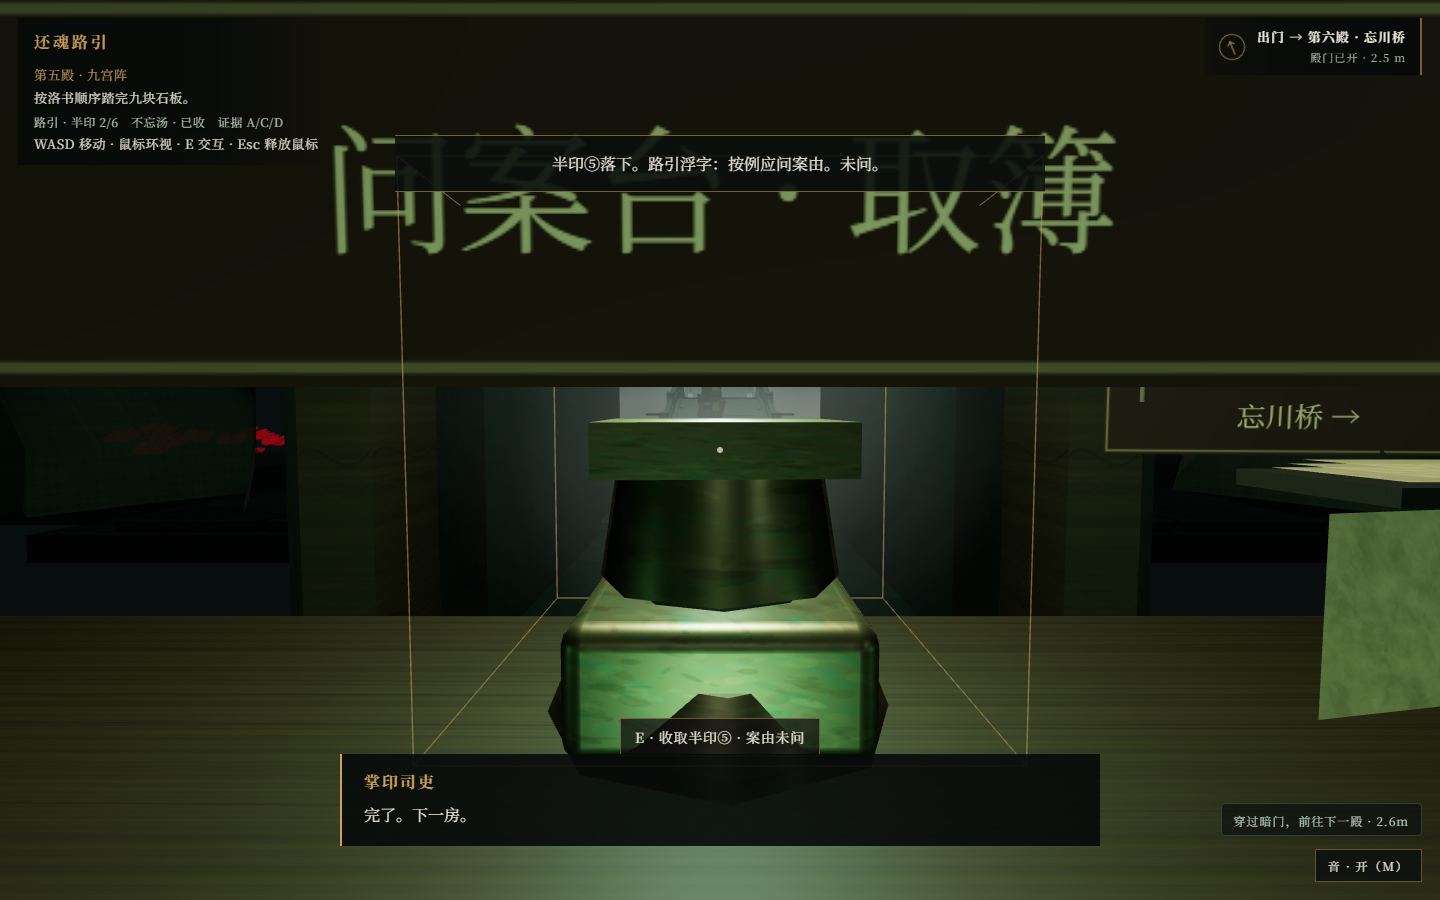 还魂路引
第五殿 · 九宫阵
按洛书顺序踏完九块石板。
路引 · 半印 2/6 不忘汤 · 已收 证据 A/C/D
WASD 移动 · 鼠标环视 · E 交互 · Esc 释放鼠标
出门 → 第六殿 · 忘川桥
殿门已开 · 2.5 m
问案台 · 取簿
半印⑤落下。路引浮字：按例应问案由。未问。
忘川桥 →
E · 收取半印⑤ · 案由未问
掌印司吏
完了。下一房。
穿过暗门，前往下一殿 · 2.6m
音 · 开（M）